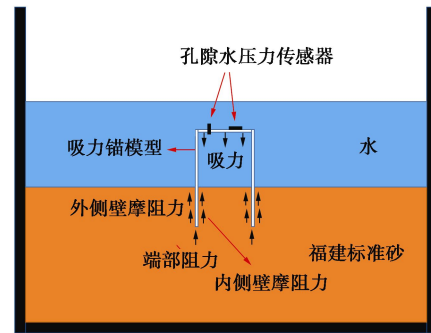 孔隙水压力传感器
吸力锚模型
吸力
水
外侧壁摩阻力
端部阻力
福建标准砂
内侧壁摩阻力